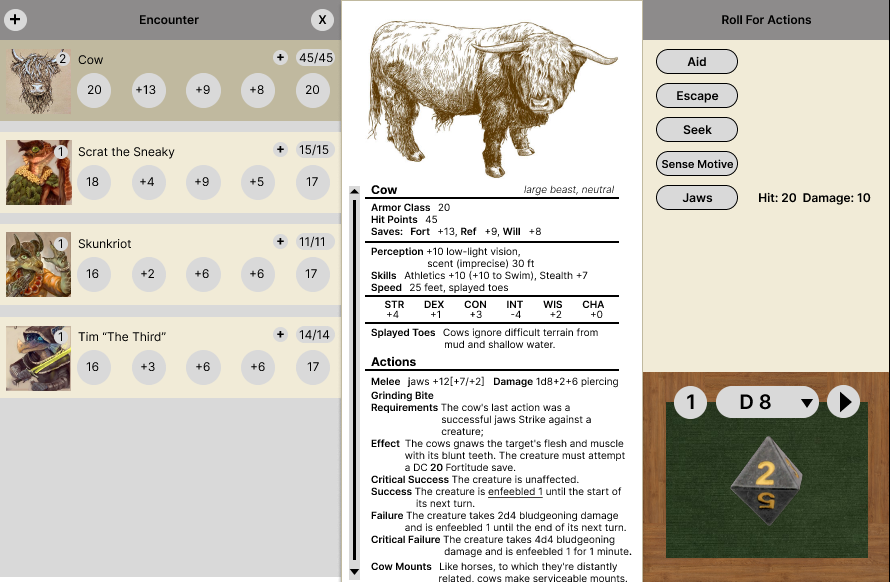 +
Encounter
X
2
Cow
+
45/45
20
+13
+9
+8
20
1
Scrat the Sneaky
+
15/15
18
+4
+9
+5
17
1
Skunkriot
+
11/11
16
+2
+6
+6
17
1
Tim “The Third”
+
14/14
16
+3
+6
+6
17
Cow large beast, neutral
Armor Class 20
Hit Points 45
Saves: Fort +13, Ref +9, Will +8
Perception +10 low-light vision,
scent (imprecise) 30 ft
Skills Athletics +10 (+10 to Swim), Stealth +7
Speed 25 feet, splayed toes
STR DEX CON INT WIS CHA
+4 +1 +3 -4 +2 +0
Splayed Toes Cows ignore difficult terrain from
mud and shallow water.
Actions
Melee jaws +12[+7/+2] Damage 1d8+2+6 piercing
Grinding Bite
Requirements The cow's last action was a
successful jaws Strike against a
creature;
Effect The cows gnaws the target's flesh and muscle
with its blunt teeth. The creature must attempt
a DC 20 Fortitude save.
Critical Success The creature is unaffected.
Success The creature is enfeebled 1 until the start of
its next turn.
Failure The creature takes 2d4 bludgeoning damage
and is enfeebled 1 until the end of its next turn.
Critical Failure The creature takes 4d4 bludgeoning
damage and is enfeebled 1 for 1 minute.
Cow Mounts Like horses, to which they're distantly
related, cows make serviceable mounts.
Roll For Actions
Aid
Escape
Seek
Sense Motive
Jaws Hit: 20 Damage: 10
1 D 8
2
5